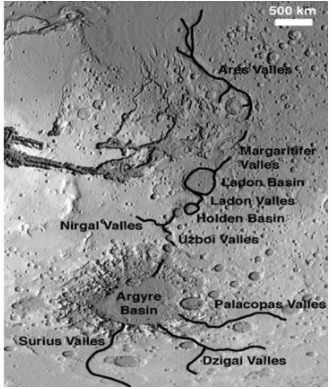 500 km
Ares Valles
Margaritifer
Valles
Ladon Basin
Ladon Valles
Holden Basin
Nirgal Valles
Uzboi Valles
Argyre
Basin
Palacopas Valles
Surius Valles
Dzigai Valles